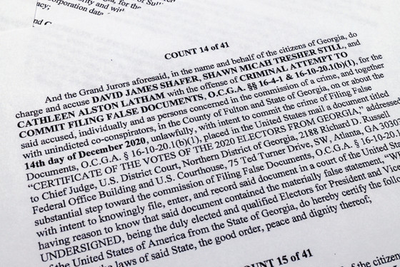 acy;
corporation date
and C
COUNT 14 of 41
And the Grand Jurors aforesaid, in the name and behalf of the citizens of Georgia, do
charge and accuse DAVID JAMES SHAFER, SHAWN MICAH TRESHER STILL, and
CATHLEEN ALSTON LATHAM with the offense of CRIMINAL ATTEMPT TO
COMMIT FILING FALSE DOCUMENTS, O.C.G.A. §§ 16-4-1 & 16-10-20.1(b)(1), for the
said accused, individually and as persons concerned in the commission of a crime, and together
with unindicted co-conspirators, in the County of Fulton and State of Georgia, on or about the
14th day of December 2020, unlawfully, with intent to commit the crime of Filing False
Documents, O.C.G.A. § 16-10-20.1(b)(1), placed in the United States mail a document titled
"CERTIFICATE OF THE VOTES OF THE 2020 ELECTORS FROM GEORGIA," addressed
to Chief Judge, U.S. District Court, Northern District of Georgia, 2188 Richard D. Russell
Federal Office Building and U.S. Courthouse, 75 Ted Turner Drive, SW, Atlanta, GA 30303
substantial step toward the commission of Filing False Documents, O.C.G.A. § 16-10-20.1(b)
with intent to knowingly file, enter, and record said document in a court of the United State
having reason to know that said document contained the materially false statement, "W
UNDERSIGNED, being the duly elected and qualified Electors for President and Vice
of the United States of America from the State of Georgia, do hereby certify the follow
the laws of said State, the good order, peace and dignity thereof;
COUNT 15 of 41
of the citizen